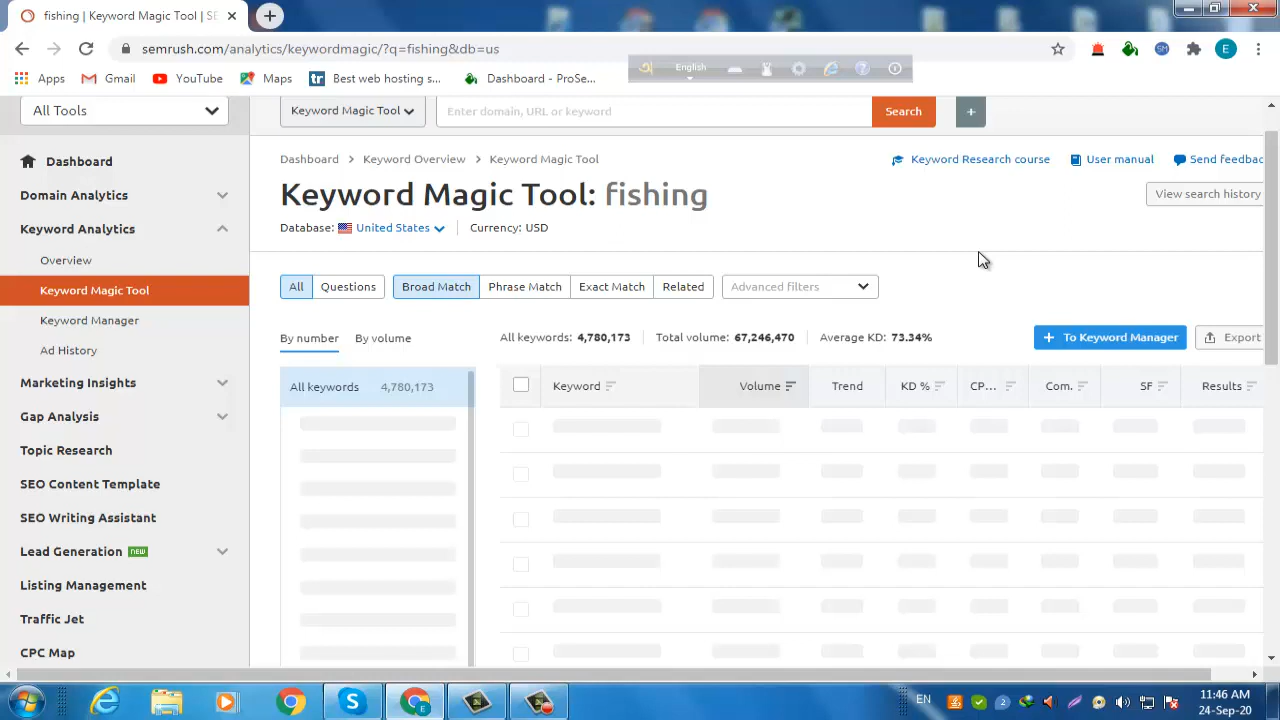 fishing | Keyword Magic Tool | SE
semrush.com/analytics/keywordmagic/?q=fishing&db=us
E
Apps
Gmail
YouTube
Maps
tr
Best web hosting s...
Dashboard - ProSe...
English
All Tools
Keyword Magic Tool
Enter domain, URL or keyword
Search
+
Dashboard
Domain Analytics
Keyword Analytics
Overview
Keyword Magic Tool
Keyword Manager
Ad History
Marketing Insights
Gap Analysis
Topic Research
SEO Content Template
SEO Writing Assistant
Lead Generation NEW
Listing Management
Traffic Jet
CPC Map
Dashboard > Keyword Overview > Keyword Magic Tool
Keyword Research course
User manual
Send feedbac
Keyword Magic Tool: fishing
View search history
Database: United States
Currency: USD
All
Questions
Broad Match
Phrase Match
Exact Match
Related
Advanced filters
By number
By volume
All keywords: 4,780,173
Total volume: 67,246,470
Average KD: 73.34%
+ To Keyword Manager
Export
All keywords 4,780,173
Keyword
Volume
Trend
KD %
CP...
Com.
SF
Results
EN
11:46 AM
24-Sep-20